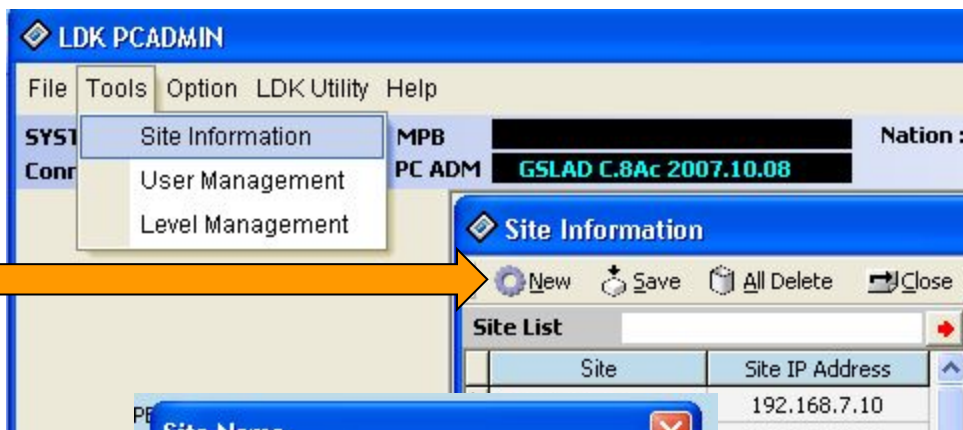 LDK PCADMIN
File Tools Option LDK Utility Help
Site Information
User Management
Level Management
MPB
Nation :
PC ADM GSLAD C.8Ac 2007.10.08
Site Information
New Save All Delete Close
Site List
Site Site IP Address
192.168.7.10
Site Name